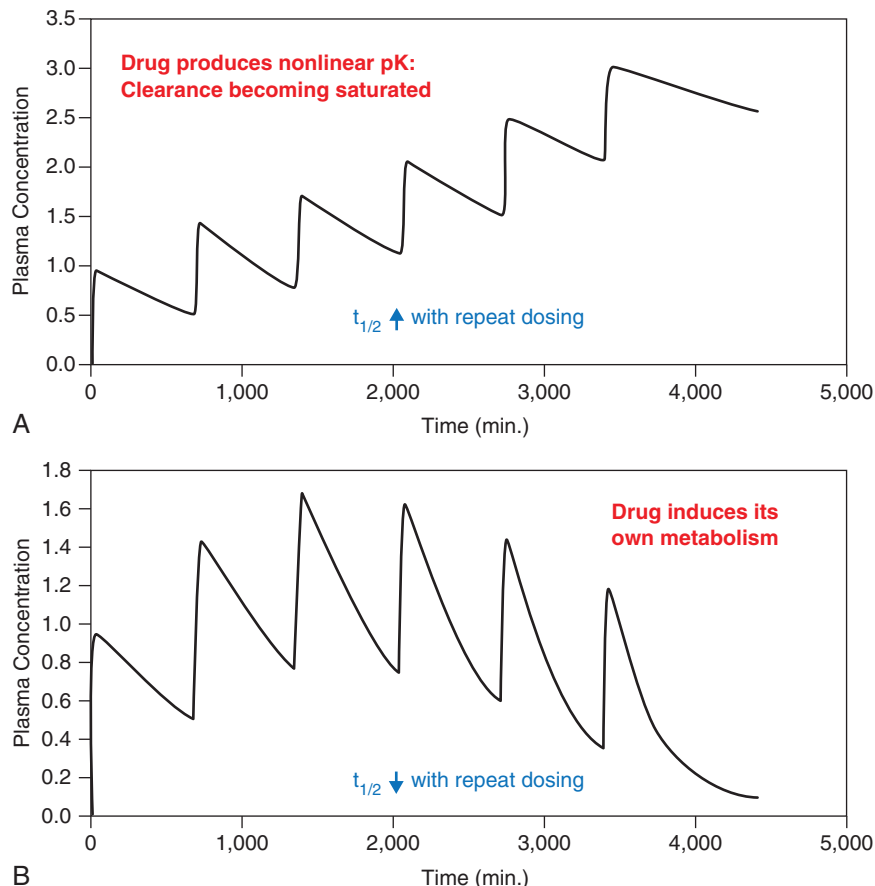 3.5
Drug produces nonlinear pK:
Clearance becoming saturated
3.0
2.5
2.0
1.5
1.0
0.5
0.0
Plasma Concentration
t1/2 ↑ with repeat dosing
0 1,000 2,000 3,000 4,000 5,000
A
Time (min.)
1.8
1.6
Drug induces its
own metabolism
1.4
1.2
1.0
0.8
0.6
0.4
0.2
0.0
Plasma Concentration
t1/2 ↓ with repeat dosing
0 1,000 2,000 3,000 4,000 5,000
B
Time (min.)